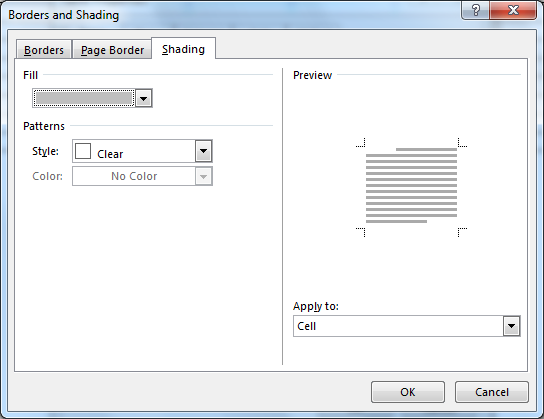 Borders and Shading
Borders Page Border Shading
Fill
Patterns
Style: Clear
Color: No Color
Preview
Apply to:
Cell
OK Cancel